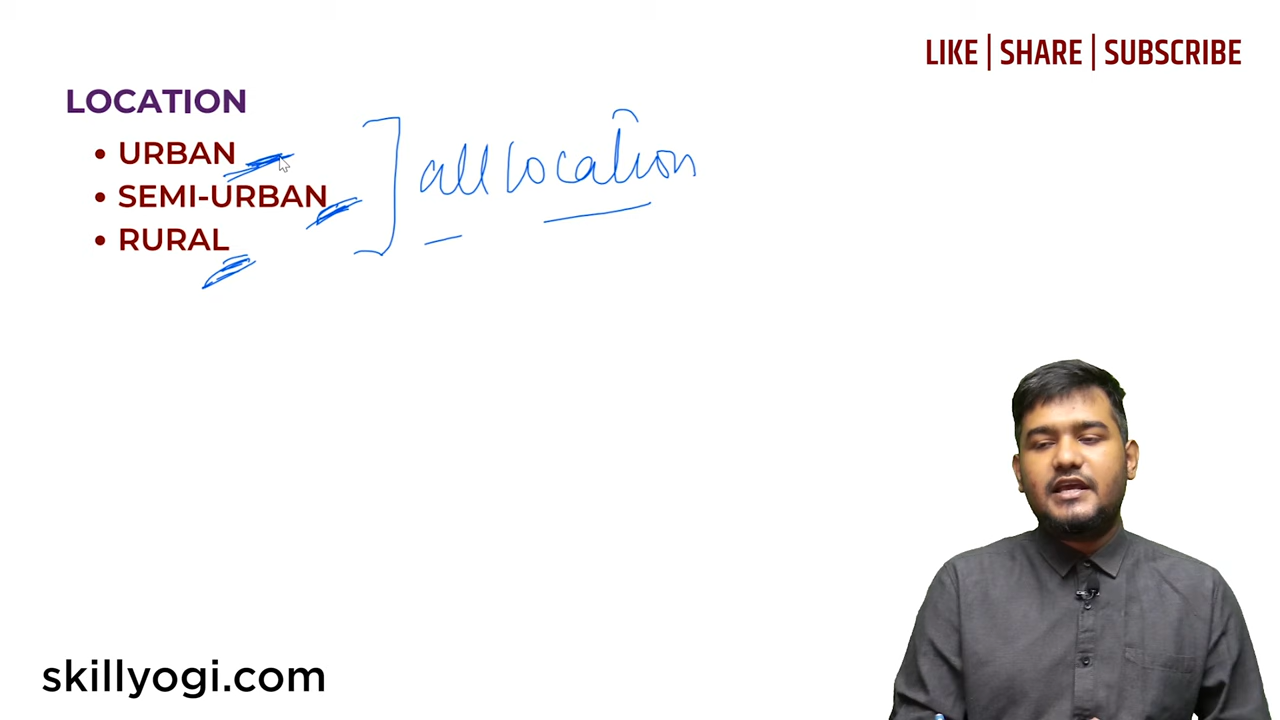 LIKE | SHARE | SUBSCRIBE
LOCATION
• URBAN
• SEMI-URBAN
• RURAL
all location
skillyogi.com